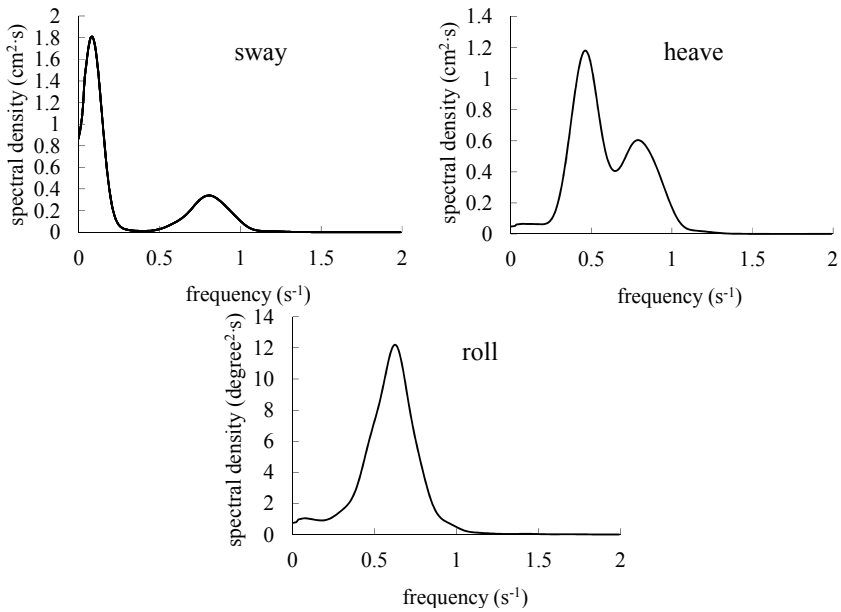 sway
spectral density (cm²·s)
2
1.8
1.6
1.4
1.2
1
0.8
0.6
0.4
0.2
0
0 0.5 1 1.5 2
frequency (s⁻¹)
heave
spectral density (cm²·s)
1.4
1.2
1
0.8
0.6
0.4
0.2
0
0 0.5 1 1.5 2
frequency (s⁻¹)
roll
spectral density (degree²·s)
14
12
10
8
6
4
2
0
0 0.5 1 1.5 2
frequency (s⁻¹)